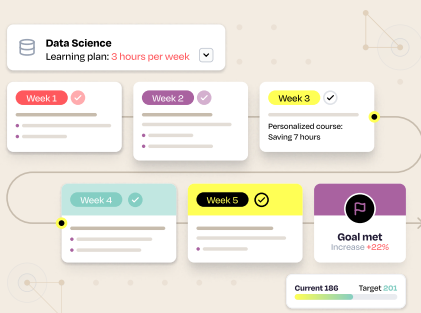 Data Science
Learning plan: 3 hours per week
Week 1
Week 2
Week 3
Personalized course:
Saving 7 hours
Week 4
Week 5
Goal met
Increase +22%
Current 186
Target 201